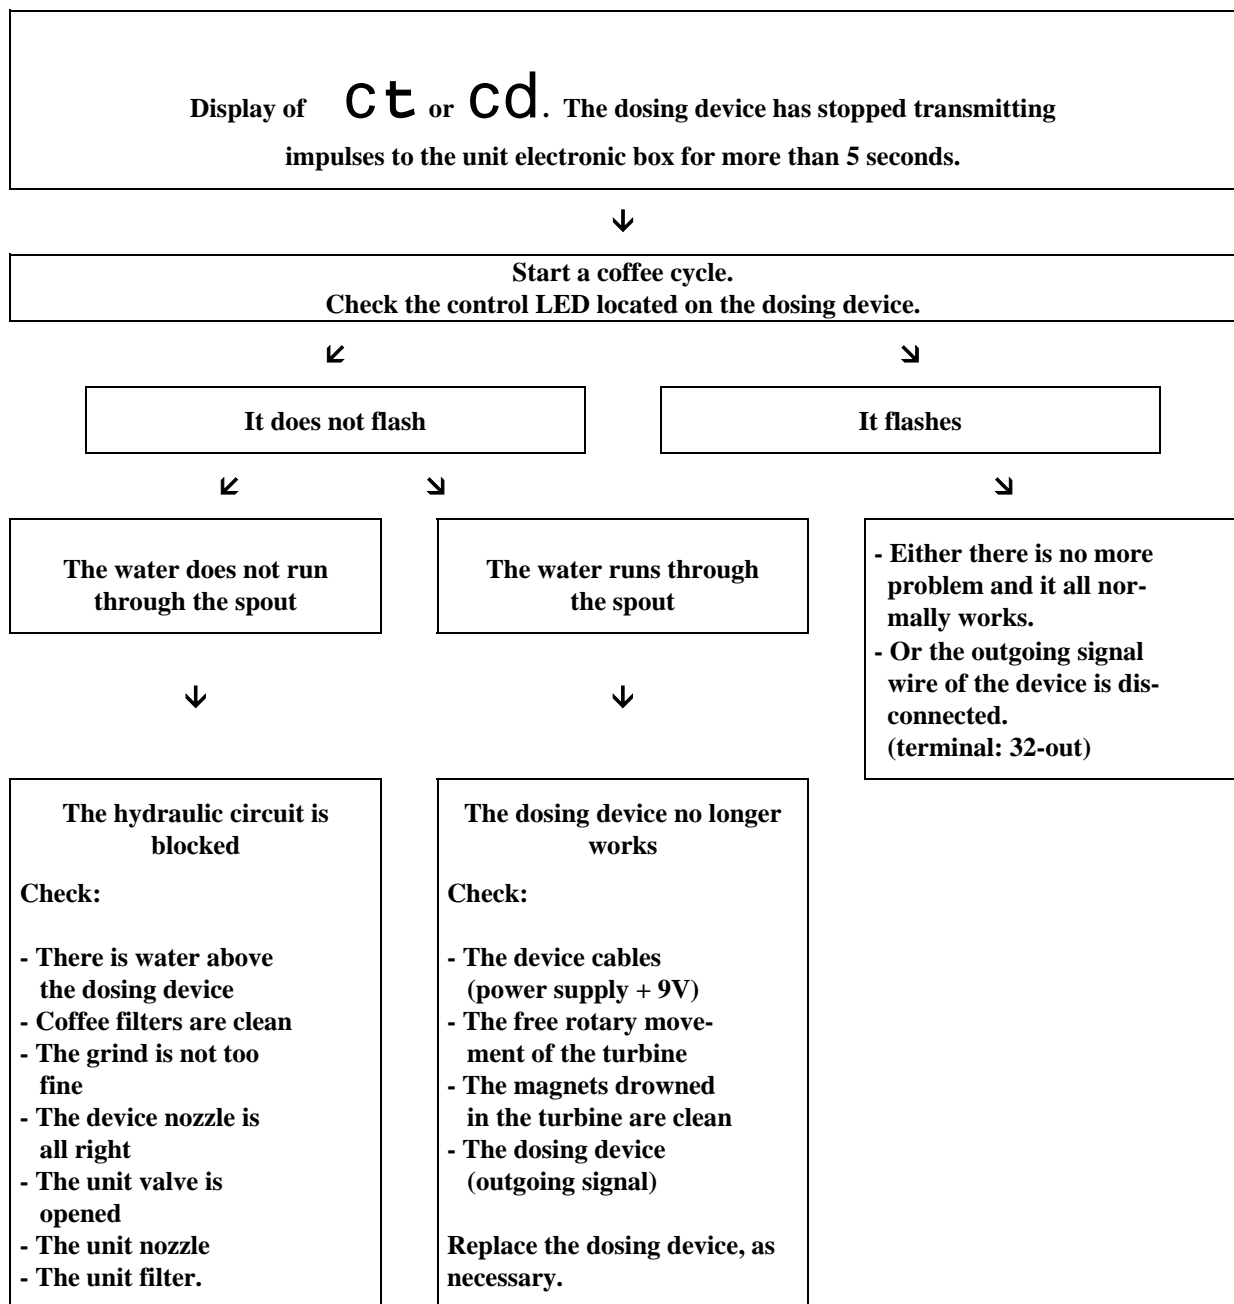 Display of ct or cd. The dosing device has stopped transmitting
impulses to the unit electronic box for more than 5 seconds.
Start a coffee cycle.
Check the control LED located on the dosing device.
It does not flash
It flashes
The water does not run
through the spout
The water runs through
the spout
- Either there is no more
problem and it all nor-
mally works.
- Or the outgoing signal
wire of the device is dis-
connected.
(terminal: 32-out)
The hydraulic circuit is
blocked
Check:
- There is water above
the dosing device
- Coffee filters are clean
- The grind is not too
fine
- The device nozzle is
all right
- The unit valve is
opened
- The unit nozzle
- The unit filter.
The dosing device no longer
works
Check:
- The device cables
(power supply + 9V)
- The free rotary move-
ment of the turbine
- The magnets drowned
in the turbine are clean
- The dosing device
(outgoing signal)
Replace the dosing device, as
necessary.